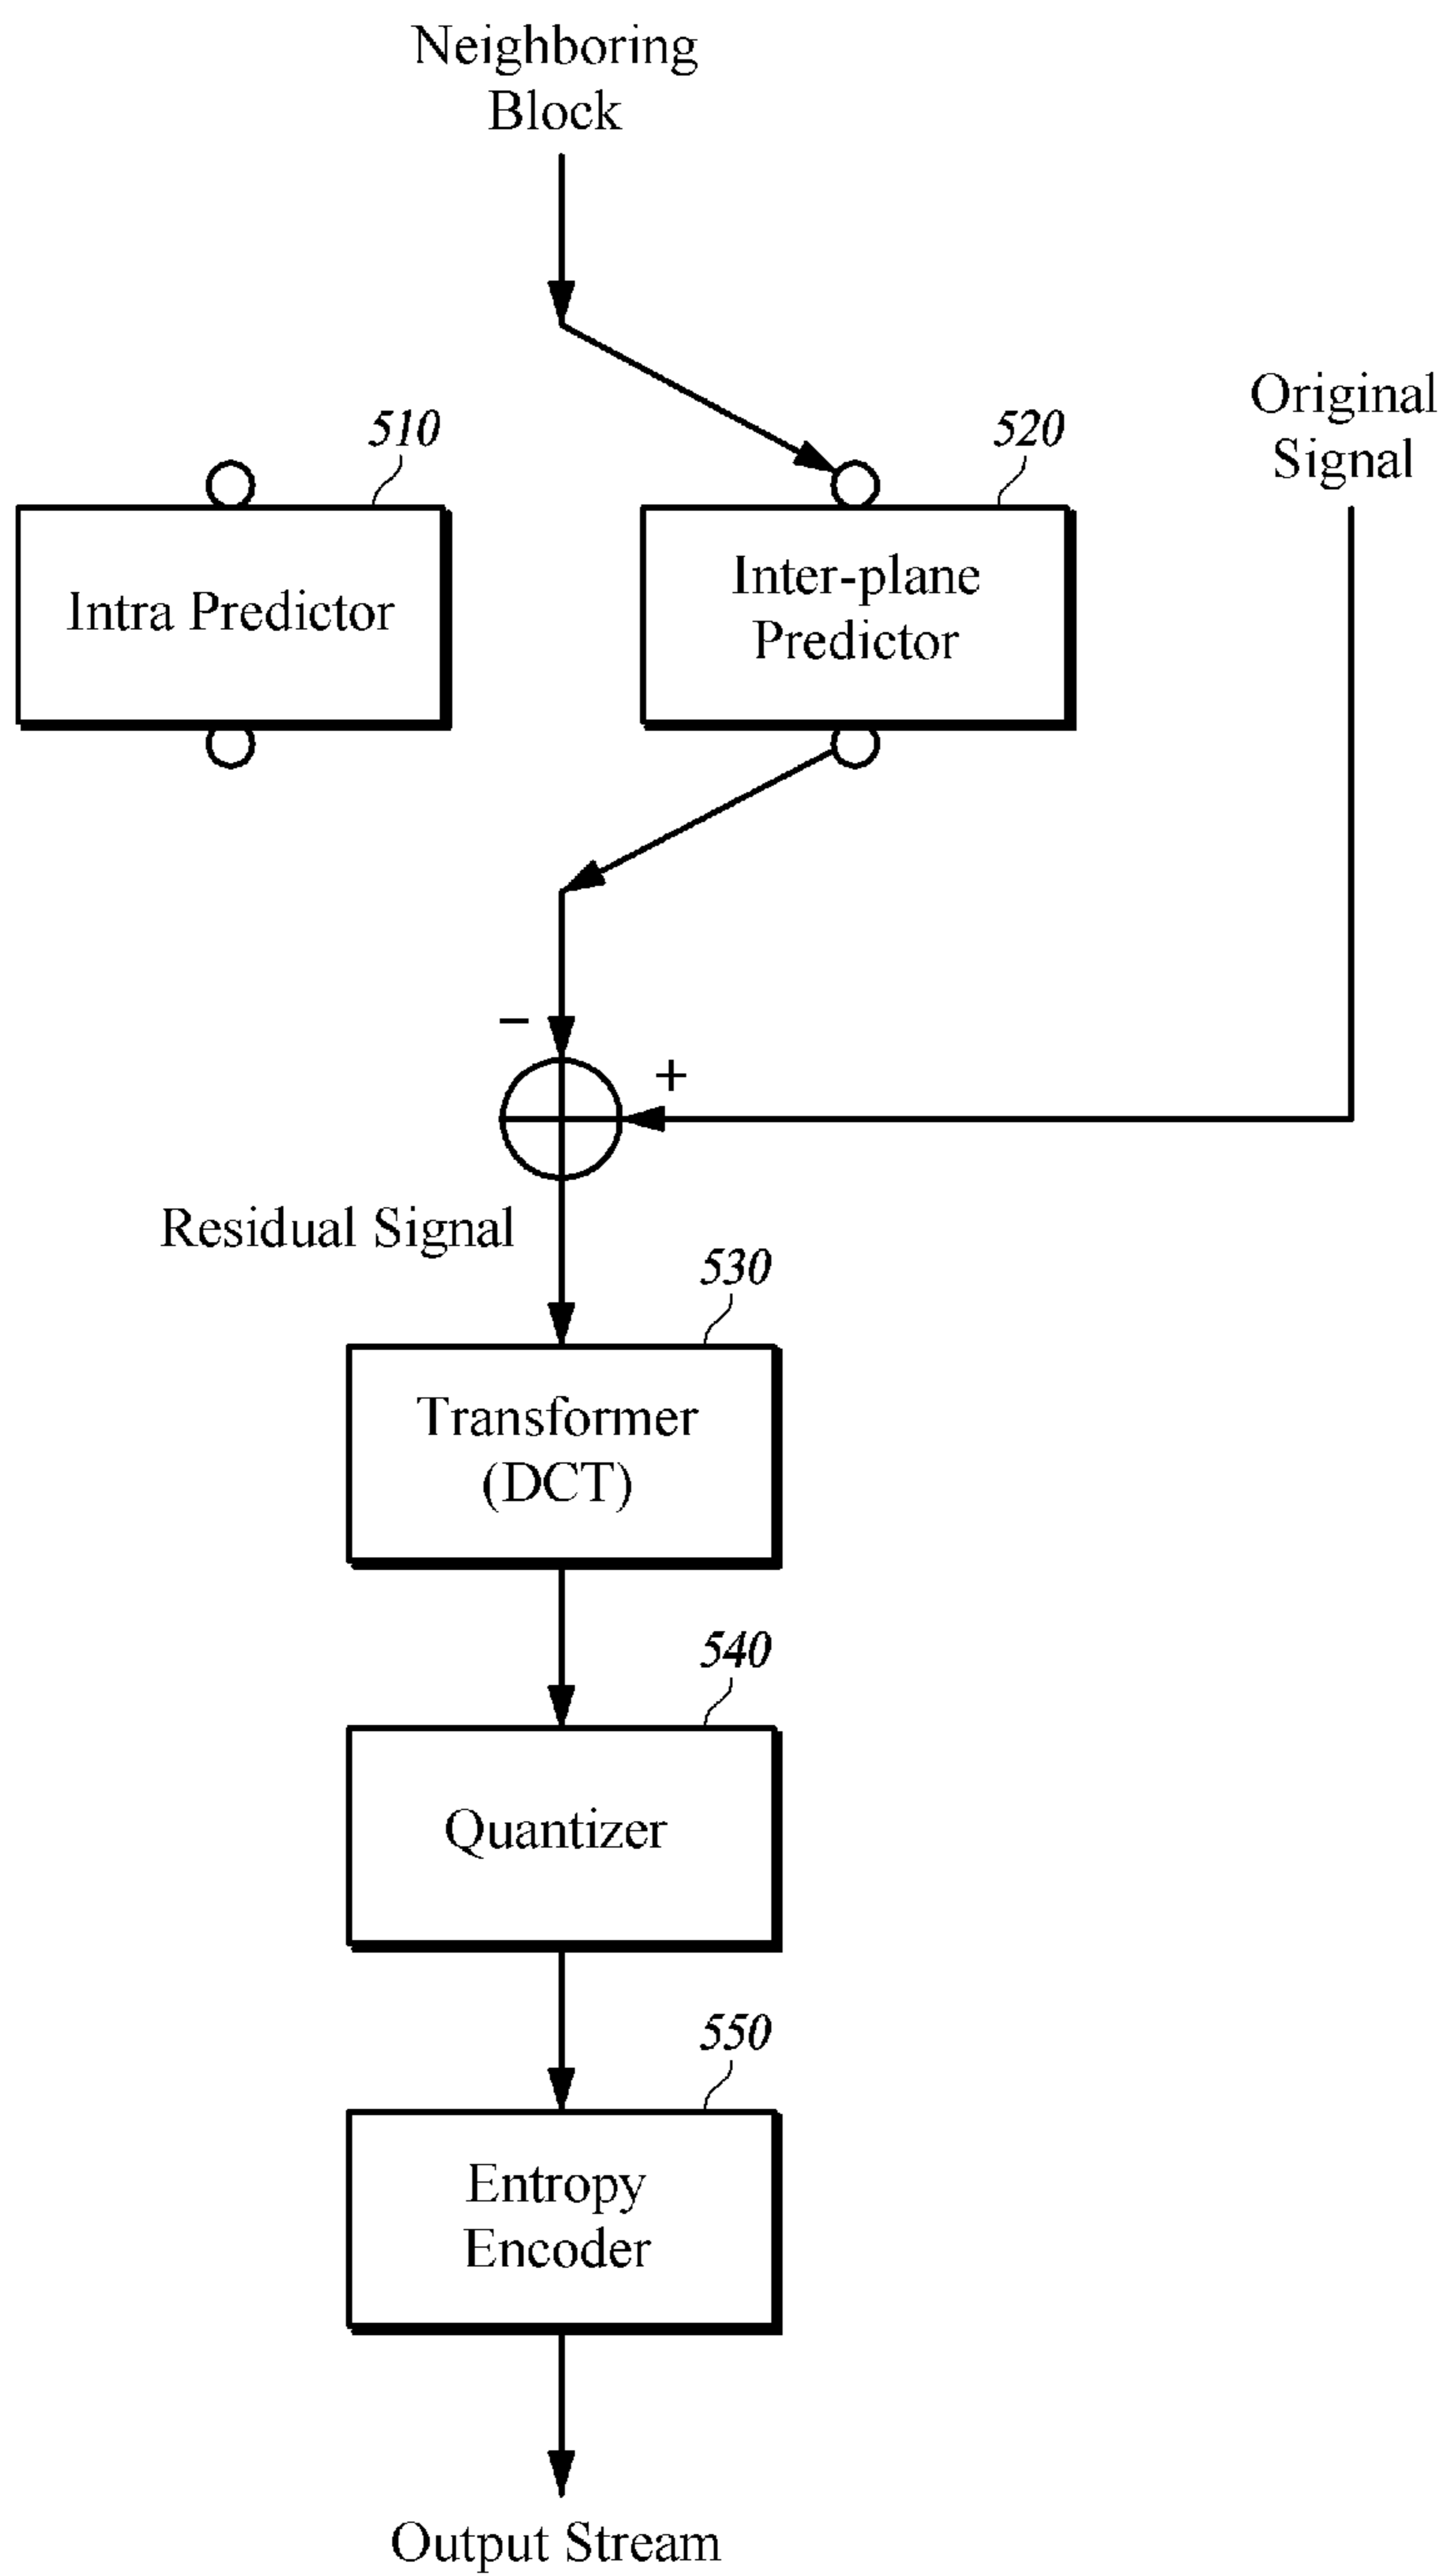 Neighboring
Block
Original
Signal
510
520
Intra Predictor
Inter-plane
Predictor
−
+
Residual Signal
530
Transformer
(DCT)
540
Quantizer
550
Entropy
Encoder
Output Stream